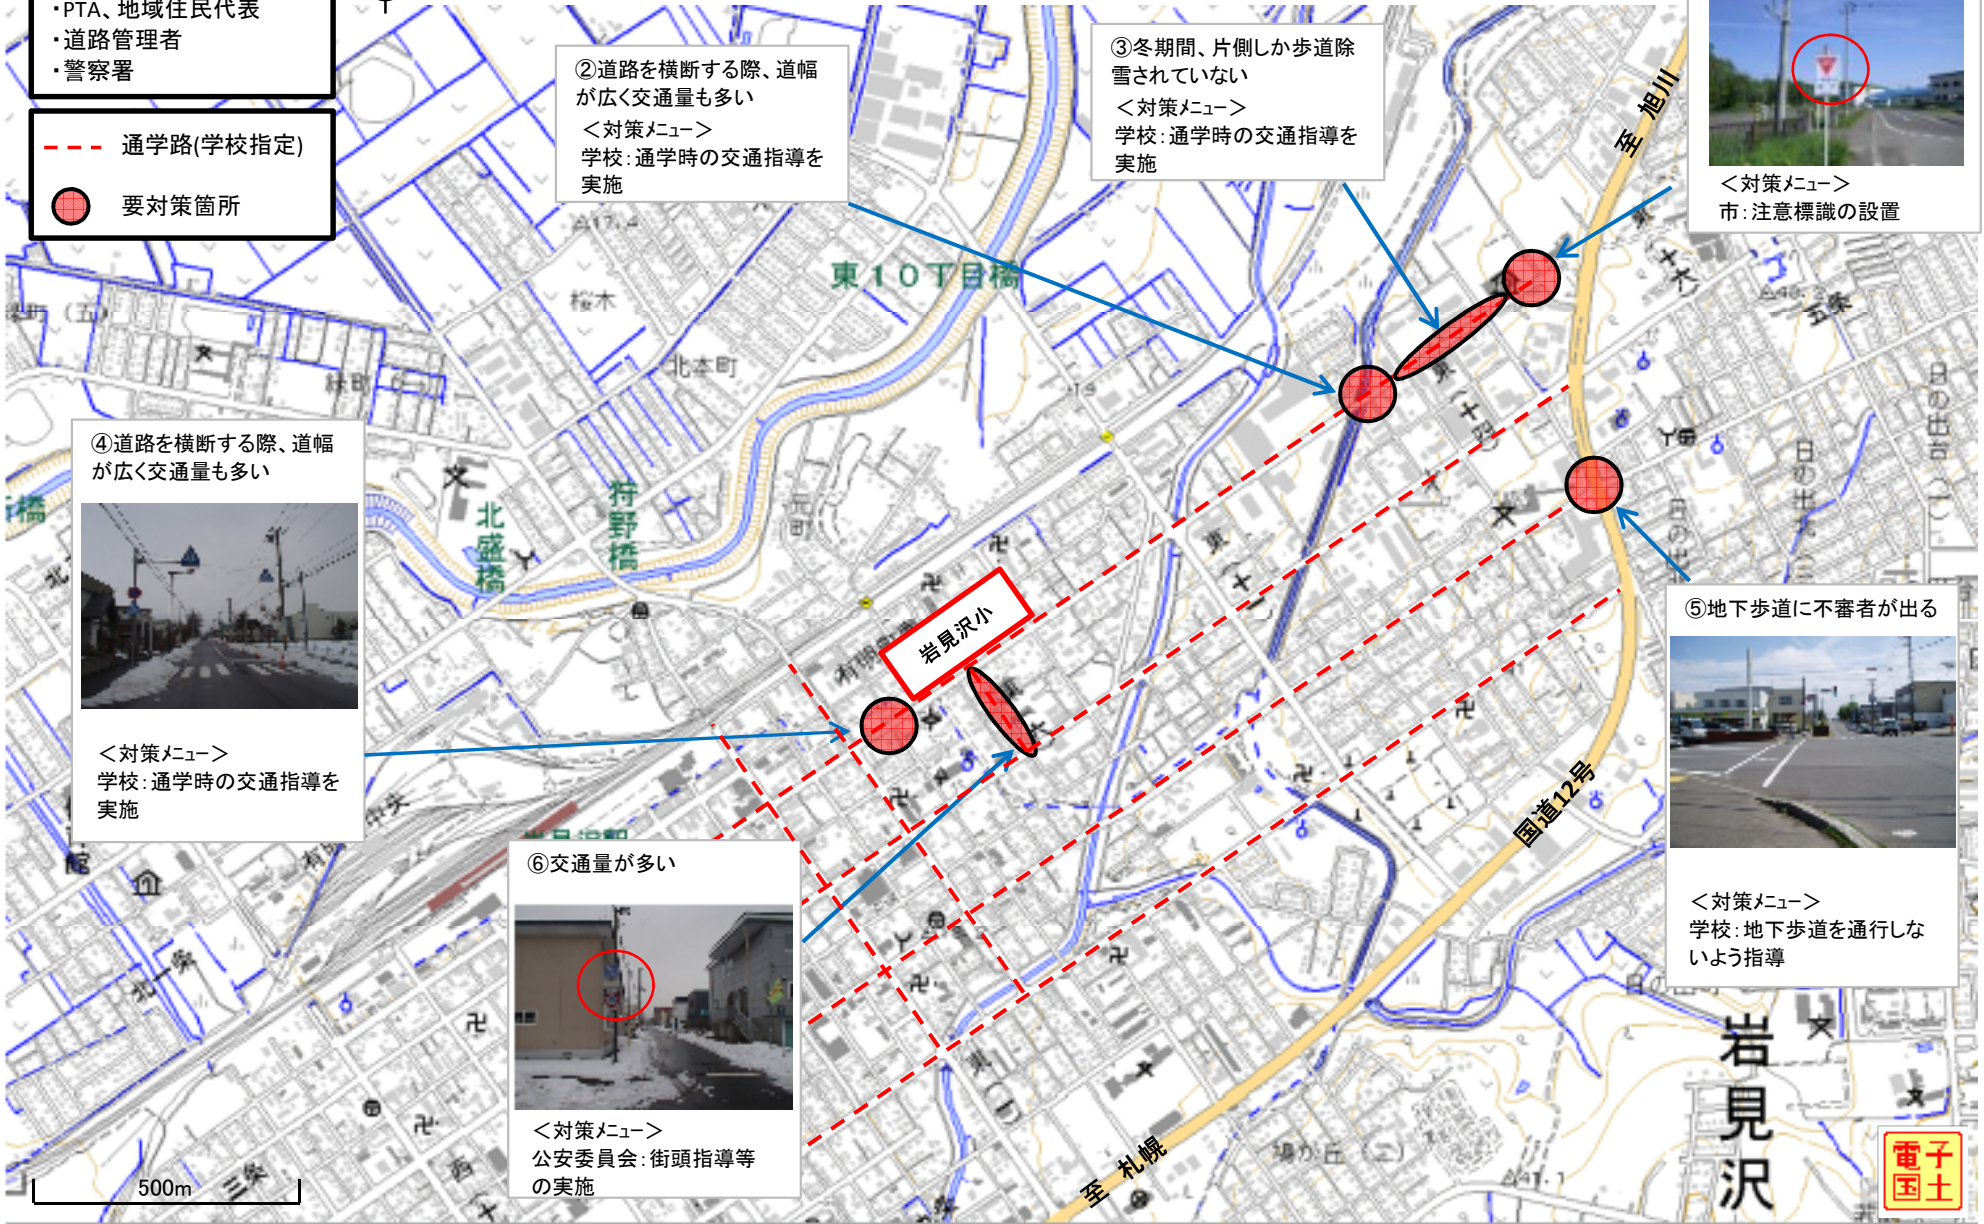 ・PTA、地域住民代表
・道路管理者
・警察署
通学路(学校指定)
要対策箇所
②道路を横断する際、道幅
が広く交通量も多い
＜対策メニュー＞
学校：通学時の交通指導を
実施
③冬期間、片側しか歩道除
雪されていない
＜対策メニュー＞
学校：通学時の交通指導を
実施
＜対策メニュー＞
市：注意標識の設置
至 旭川
東１０丁目橋
桜木
北本町
緑町
④道路を横断する際、道幅
が広く交通量も多い
＜対策メニュー＞
学校：通学時の交通指導を
実施
北盛橋
狩野橋
元町
岩見沢小
⑤地下歩道に不審者が出る
＜対策メニュー＞
学校：地下歩道を通行しな
いよう指導
国道12号
⑥交通量が多い
＜対策メニュー＞
公安委員会：街頭指導等
の実施
北一条
三条
五条
至 札幌
岩見沢
500m
電子
国土